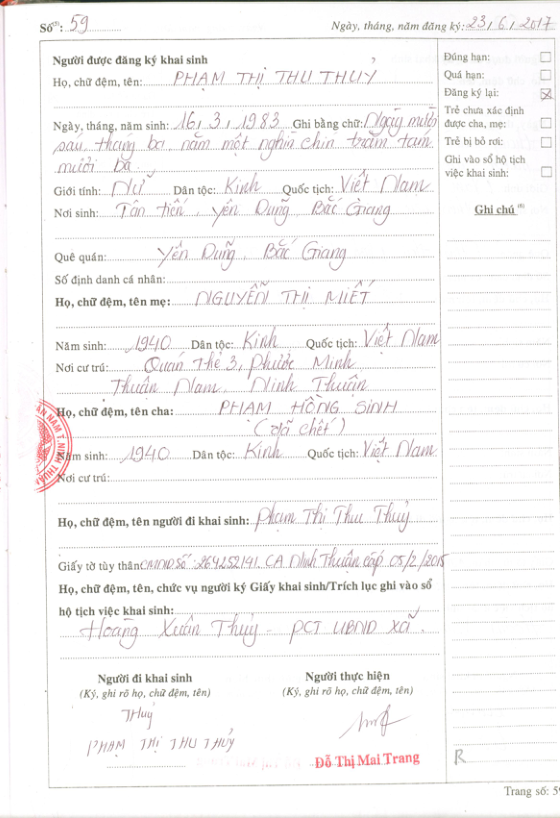 Số⁽⁵⁾: 59
Ngày, tháng, năm đăng ký: 23, 6, 2017
Người được đăng ký khai sinh
Họ, chữ đệm, tên: PHẠM THỊ THU THỦY
Ngày, tháng, năm sinh: 16, 3, 1983 Ghi bằng chữ: Ngày mười
sáu, tháng ba, năm một nghìn chín trăm tám
mươi ba
Giới tính: Nữ Dân tộc: Kinh Quốc tịch: Việt Nam
Nơi sinh: Tân tiến, Yên Dũng, Bắc Giang
Quê quán: Yên Dũng, Bắc Giang
Số định danh cá nhân:
Họ, chữ đệm, tên mẹ: NGUYỄN THỊ MIẾT
Năm sinh: 1940 Dân tộc: Kinh Quốc tịch: Việt Nam
Nơi cư trú: Quán Thẻ 3, Phước Minh
Thuận Nam, Ninh Thuận
Họ, chữ đệm, tên cha: PHẠM HỒNG SINH
(đã chết)
Năm sinh: 1940 Dân tộc: Kinh Quốc tịch: Việt Nam
Nơi cư trú:
Họ, chữ đệm, tên người đi khai sinh: Phạm Thị Thu Thủy
Giấy tờ tùy thân: CMND Số: 264252191. CA Ninh Thuận cấp 05/2/2015
Họ, chữ đệm, tên, chức vụ người ký Giấy khai sinh/Trích lục ghi vào sổ
hộ tịch việc khai sinh:
Hoàng Xuân Thủy - PCT UBND xã.
Người đi khai sinh
(Ký, ghi rõ họ, chữ đệm, tên)
Thuỷ
PHẠM THỊ THU THỦY
Người thực hiện
(Ký, ghi rõ họ, chữ đệm, tên)
Đỗ Thị Mai Trang
Đúng hạn:
Quá hạn:
Đăng ký lại:
Trẻ chưa xác định
được cha, mẹ:
Trẻ bị bỏ rơi:
Ghi vào sổ hộ tịch
việc khai sinh:
Ghi chú ⁽⁶⁾
R
Trang số: 59